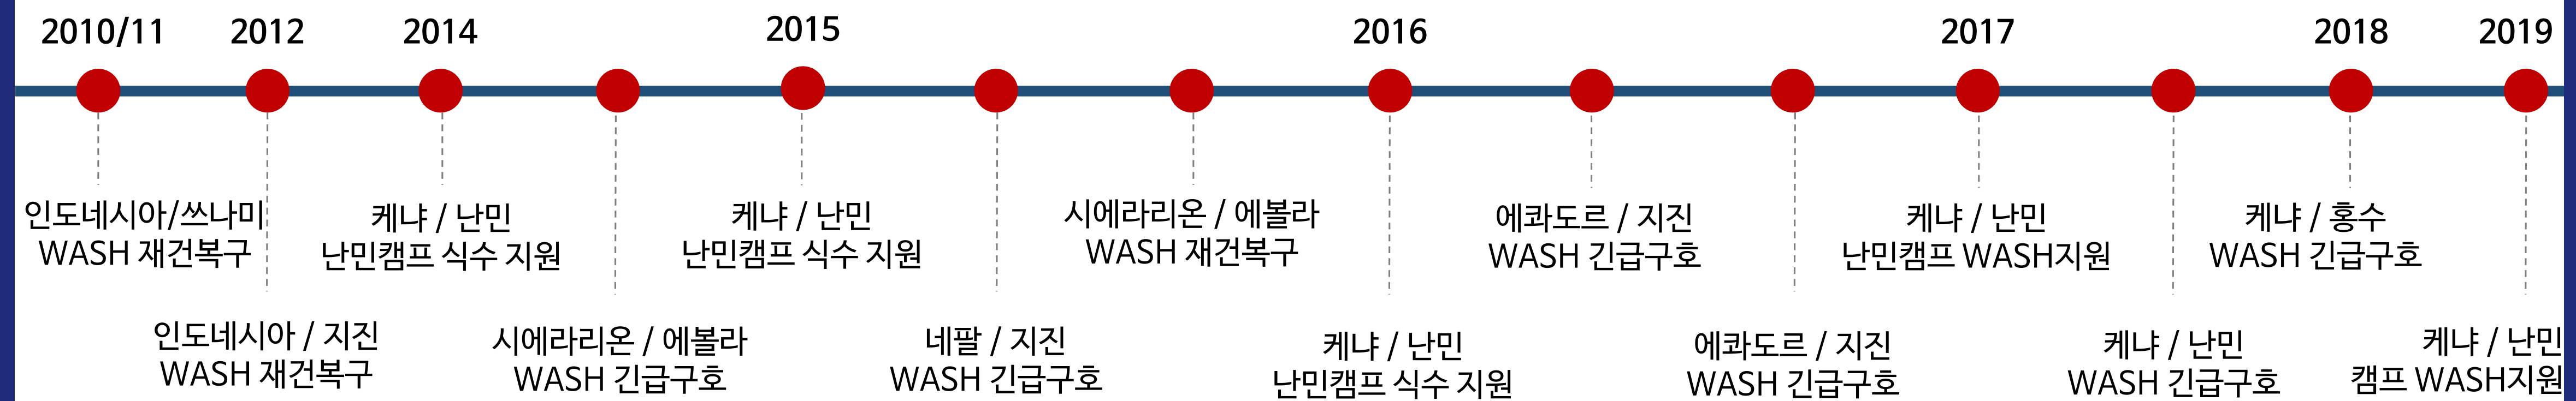 2010/11
2012
2014
2015
2016
2017
2018
2019
인도네시아/쓰나미
WASH 재건복구
인도네시아 / 지진
WASH 재건복구
케냐 / 난민
난민캠프 식수 지원
시에라리온 / 에볼라
WASH 긴급구호
케냐 / 난민
난민캠프 식수 지원
네팔 / 지진
WASH 긴급구호
시에라리온 / 에볼라
WASH 재건복구
케냐 / 난민
난민캠프 식수 지원
에콰도르 / 지진
WASH 긴급구호
에콰도르 / 지진
WASH 긴급구호
케냐 / 난민
난민캠프 WASH지원
케냐 / 난민
WASH 긴급구호
케냐 / 홍수
WASH 긴급구호
케냐 / 난민
캠프 WASH지원